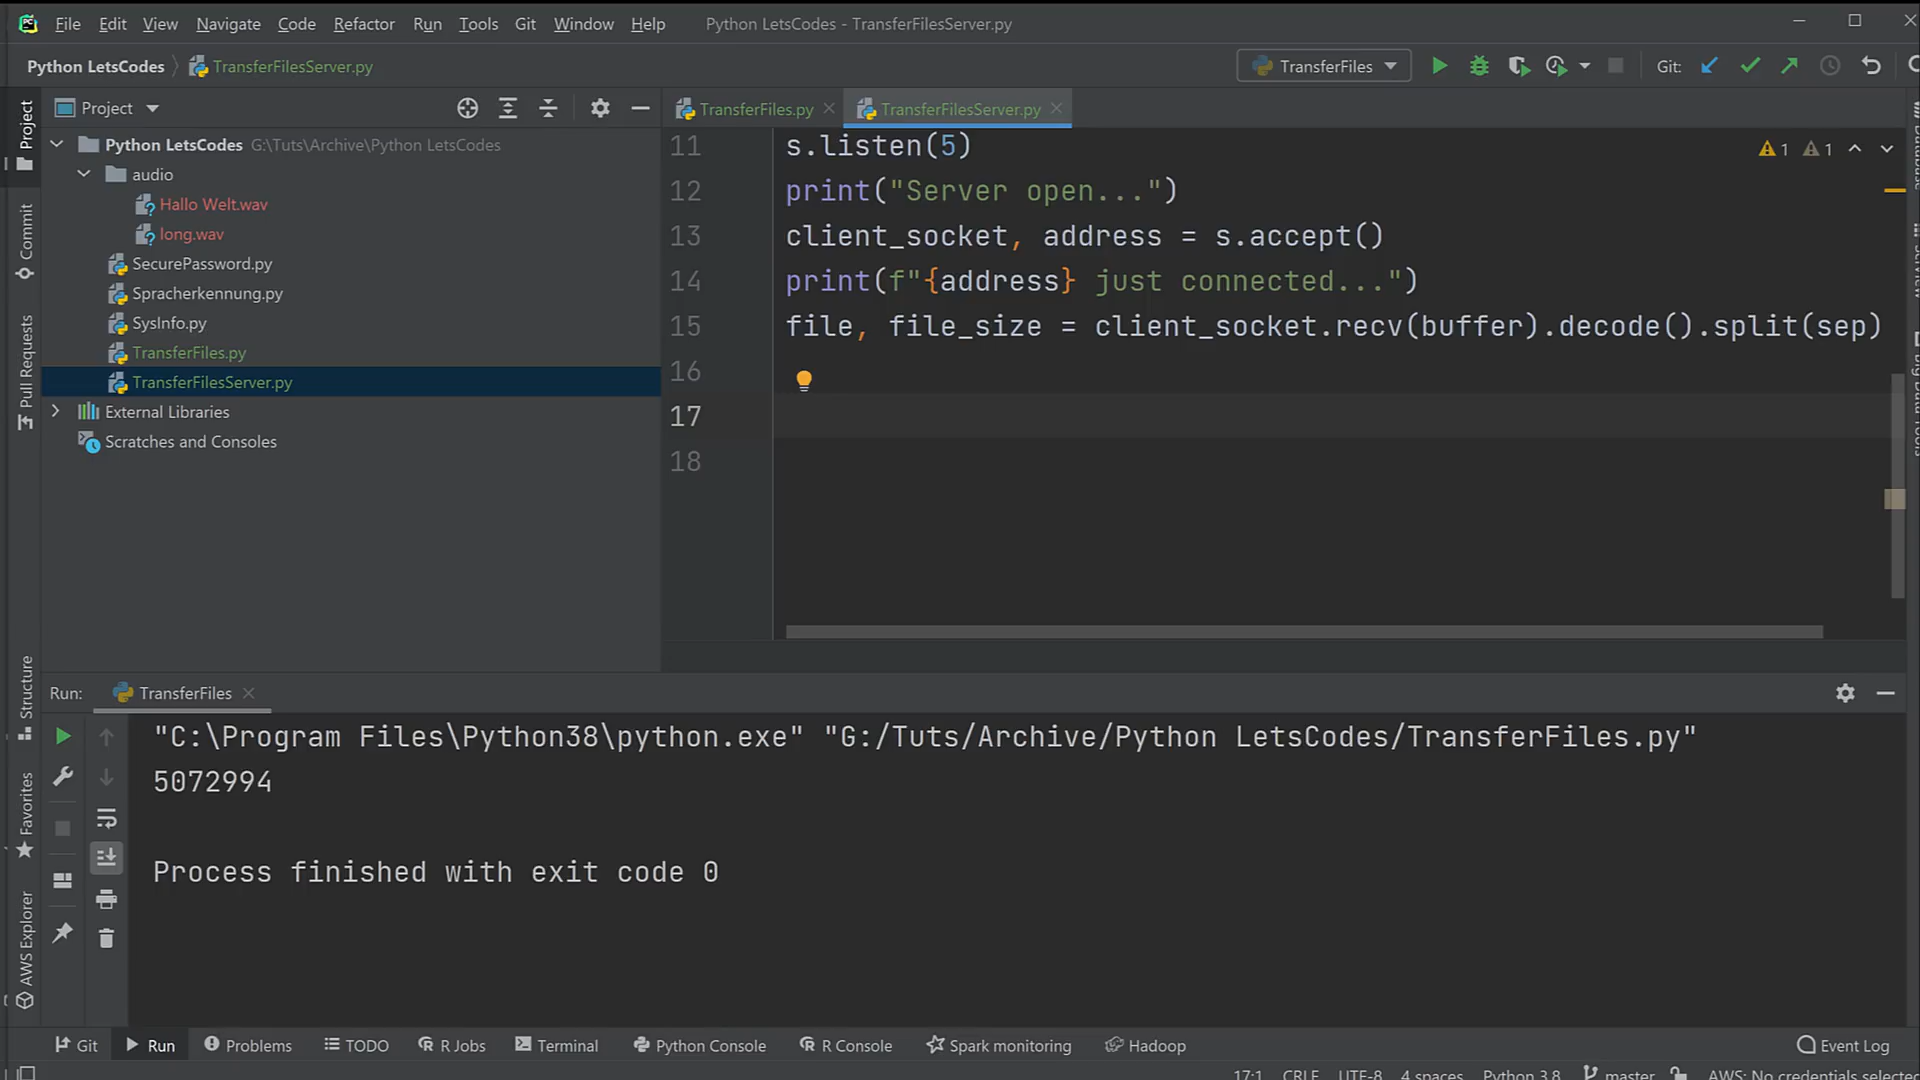 File Edit View Navigate Code Refactor Run Tools Git Window Help Python LetsCodes - TransferFilesServer.py
Python LetsCodes TransferFilesServer.py TransferFiles Git:
Project
TransferFiles.py TransferFilesServer.py
Python LetsCodes G:\Tuts\Archive\Python LetsCodes
audio
Hallo Welt.wav
long.wav
SecurePassword.py
Spracherkennung.py
SysInfo.py
TransferFiles.py
TransferFilesServer.py
External Libraries
Scratches and Consoles
11 s.listen(5)
12 print("Server open...")
13 client_socket, address = s.accept()
14 print(f"{address} just connected...")
15 file, file_size = client_socket.recv(buffer).decode().split(sep)
16
17
18
1 1
Project
Commit
Pull Requests
Structure
Favorites
AWS Explorer
Run: TransferFiles
"C:\Program Files\Python38\python.exe" "G:/Tuts/Archive/Python LetsCodes/TransferFiles.py"
5072994
Process finished with exit code 0
Git Run Problems TODO R Jobs Terminal Python Console R Console Spark monitoring Hadoop Event Log
17:1 CRLF UTF-8 4 spaces Python 3.8 master AWS: No credentials selected